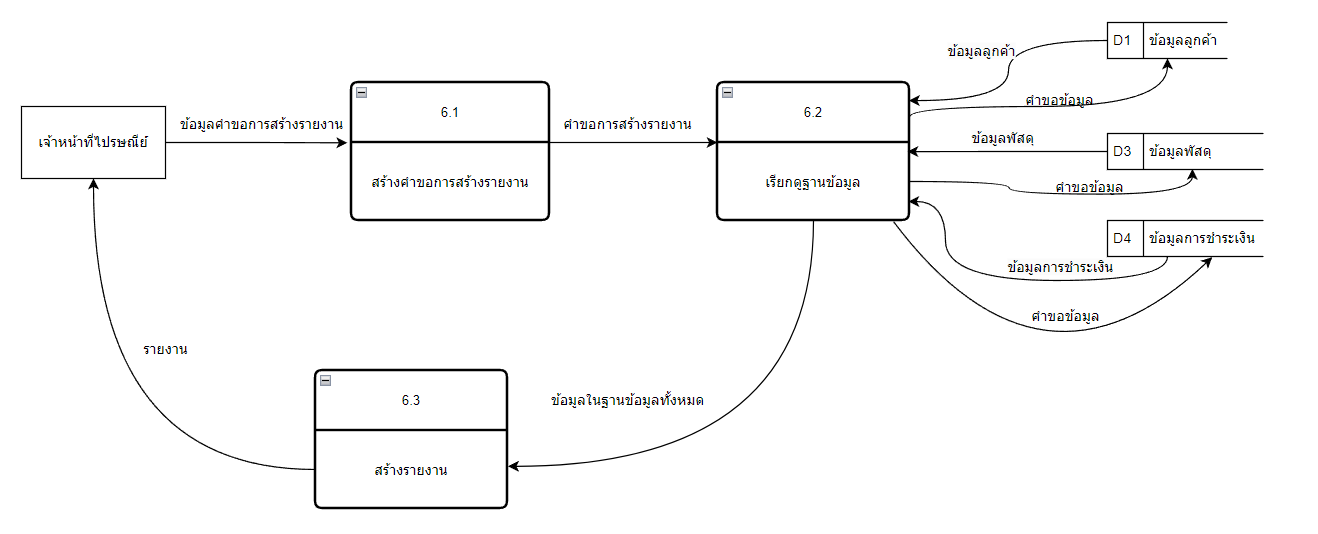 D1 ข้อมูลลูกค้า
ข้อมูลลูกค้า
6.1
6.2
คำขอข้อมูล
เจ้าหน้าที่ไปรษณีย์
ข้อมูลคำขอการสร้างรายงาน
คำขอการสร้างรายงาน
ข้อมูลพัสดุ
D3 ข้อมูลพัสดุ
สร้างคำขอการสร้างรายงาน
เรียกดูฐานข้อมูล
คำขอข้อมูล
D4 ข้อมูลการชำระเงิน
ข้อมูลการชำระเงิน
คำขอข้อมูล
รายงาน
6.3
ข้อมูลในฐานข้อมูลทั้งหมด
สร้างรายงาน